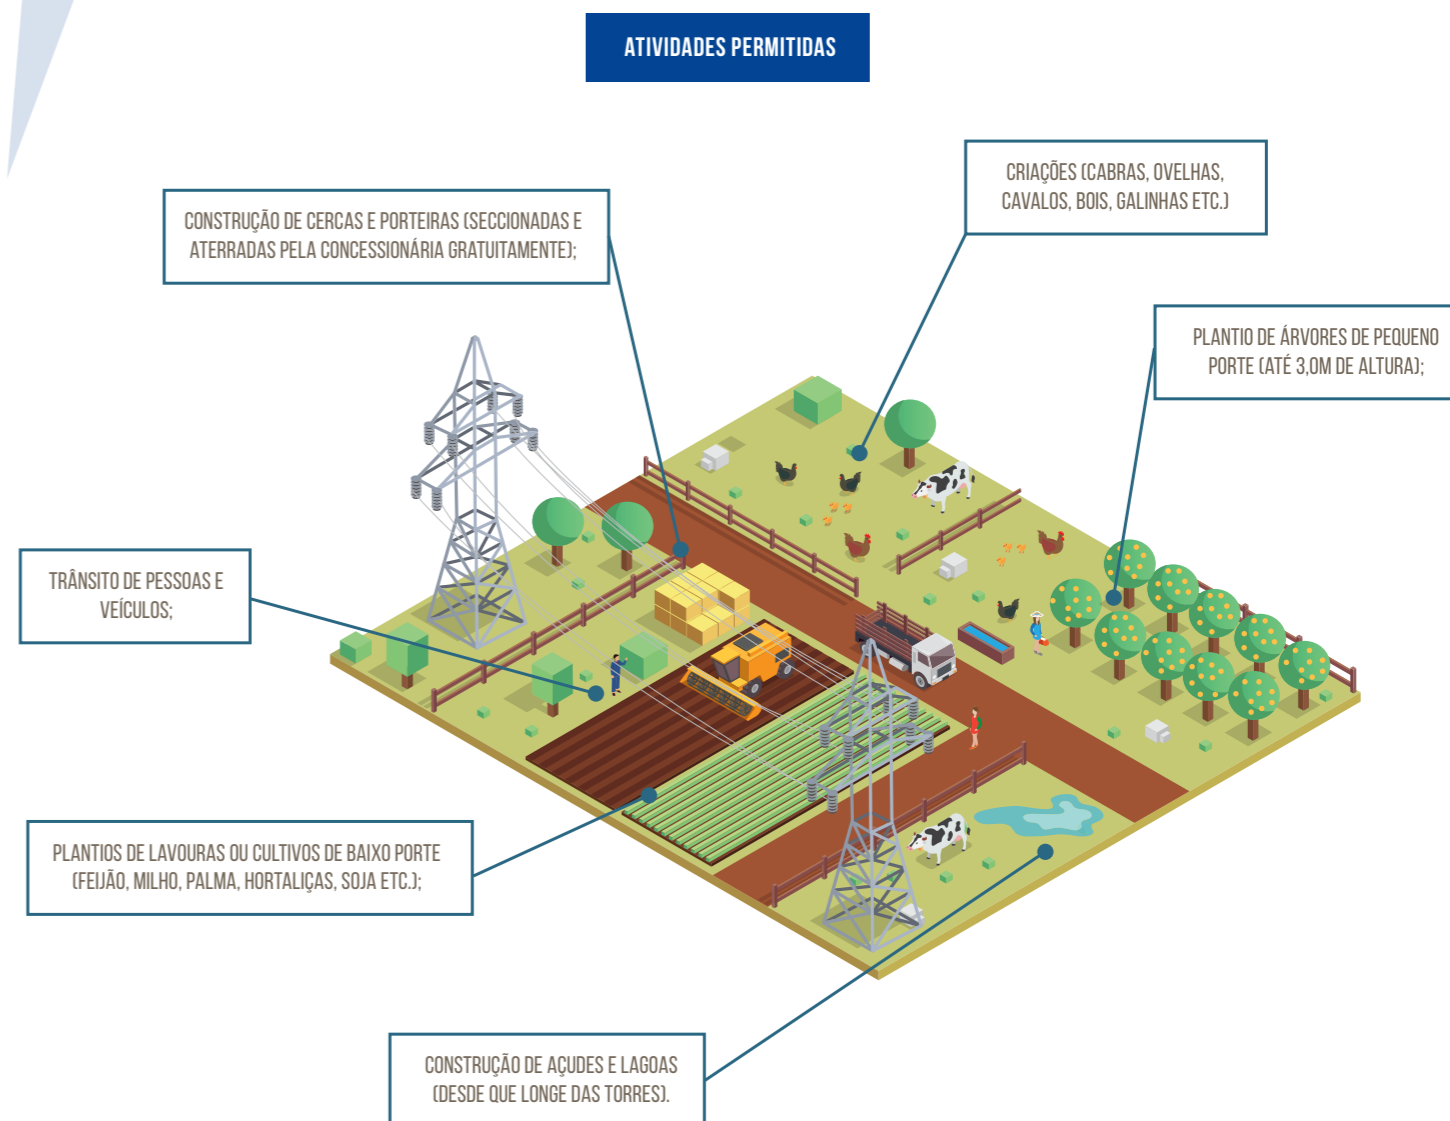 ATIVIDADES PERMITIDAS
CRIAÇÕES (CABRAS, OVELHAS,
CAVALOS, BOIS, GALINHAS ETC.)
CONSTRUÇÃO DE CERCAS E PORTEIRAS (SECCIONADAS E
ATERRADAS PELA CONCESSIONÁRIA GRATUITAMENTE);
PLANTIO DE ÁRVORES DE PEQUENO
PORTE (ATÉ 3,0M DE ALTURA);
TRÂNSITO DE PESSOAS E
VEÍCULOS;
PLANTIOS DE LAVOURAS OU CULTIVOS DE BAIXO PORTE
(FEIJÃO, MILHO, PALMA, HORTALIÇAS, SOJA ETC.);
CONSTRUÇÃO DE AÇUDES E LAGOAS
(DESDE QUE LONGE DAS TORRES).